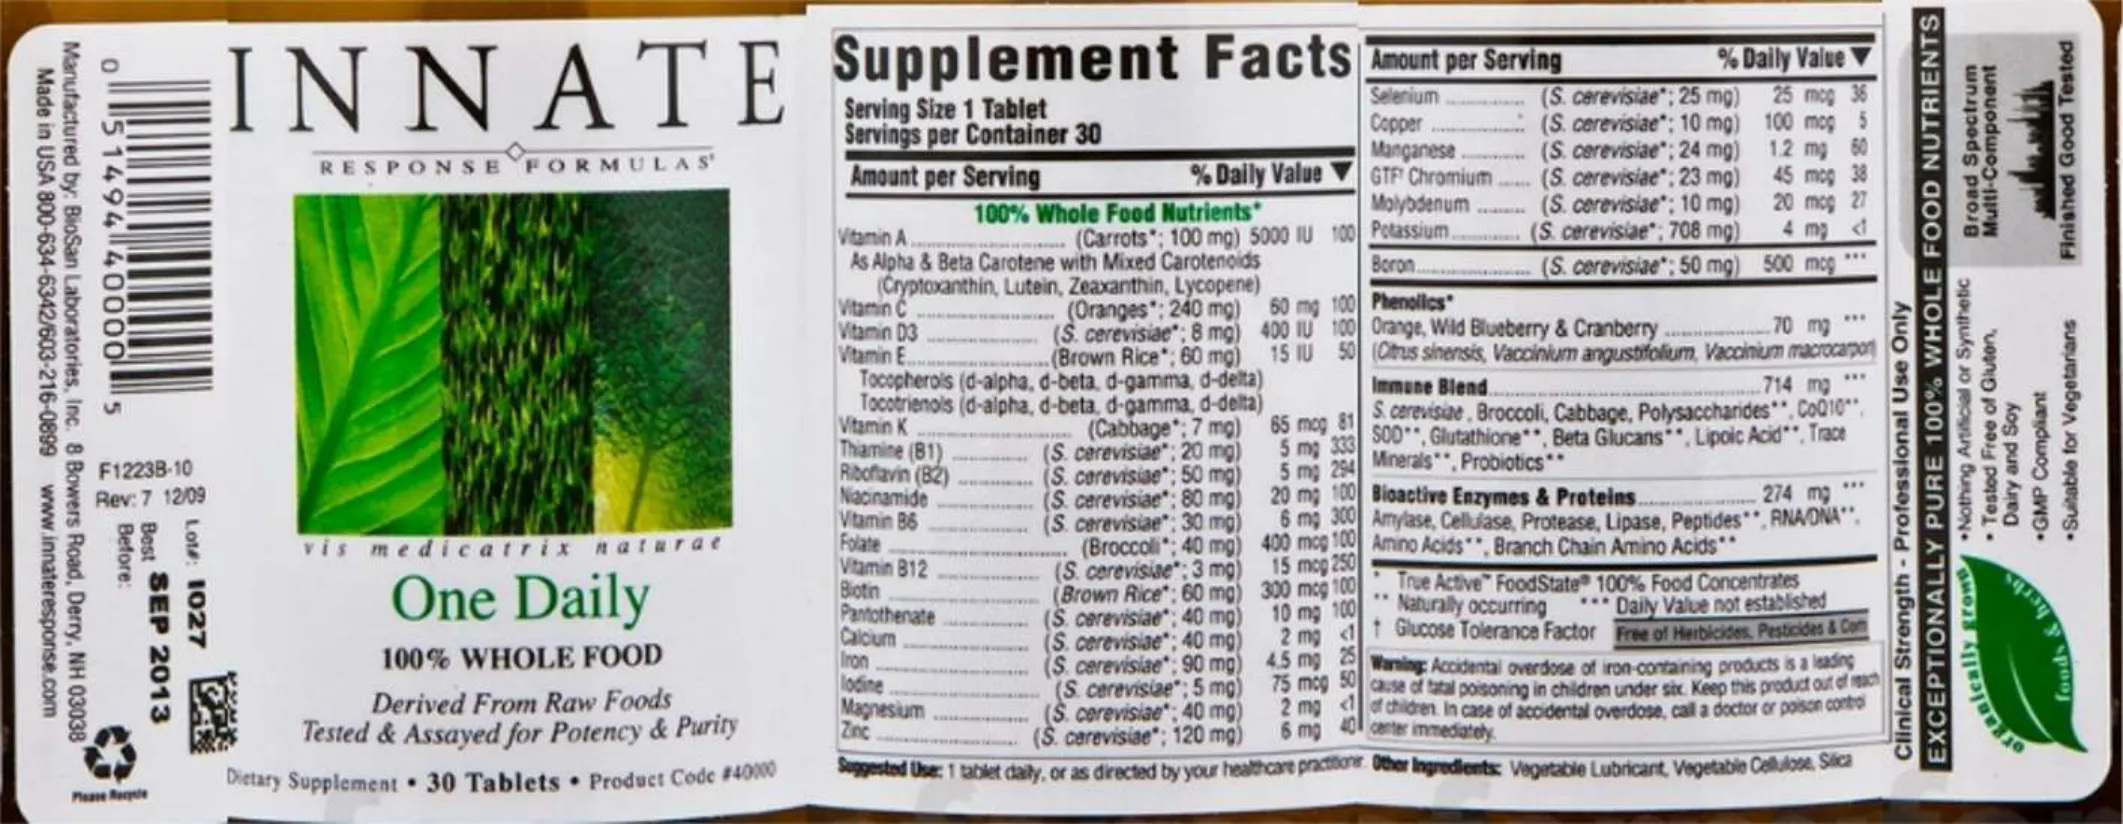 Manufactured by: BioSan Laboratories, Inc. 8 Bowers Road, Derry, NH 03038
Made in USA 800-634-6342/603-216-0899 www.innateresponse.com
0 51494 40000 5
F1223B-10
Rev: 7 12/09
Lot#: 1027
Best Before: SEP 2013
Please Recycle
INNATE
RESPONSE FORMULAS
vis medicatrix naturae
One Daily
100% WHOLE FOOD
Derived From Raw Foods
Tested & Assayed for Potency & Purity
Dietary Supplement • 30 Tablets • Product Code #40000
Supplement Facts
Serving Size 1 Tablet
Servings per Container 30
Amount per Serving % Daily Value ▼
100% Whole Food Nutrients*
Vitamin A (Carrots*; 100 mg) 5000 IU 100
As Alpha & Beta Carotene with Mixed Carotenoids
(Cryptoxanthin, Lutein, Zeaxanthin, Lycopene)
Vitamin C (Oranges*; 240 mg) 60 mg 100
Vitamin D3 (S. cerevisiae*; 8 mg) 400 IU 100
Vitamin E (Brown Rice*; 60 mg) 15 IU 50
Tocopherols (d-alpha, d-beta, d-gamma, d-delta)
Tocotrienols (d-alpha, d-beta, d-gamma, d-delta)
Vitamin K (Cabbage*; 7 mg) 65 mcg 81
Thiamine (B1) (S. cerevisiae*; 20 mg) 5 mg 333
Riboflavin (B2) (S. cerevisiae*; 50 mg) 5 mg 294
Niacinamide (S. cerevisiae*; 80 mg) 20 mg 100
Vitamin B6 (S. cerevisiae*; 30 mg) 6 mg 300
Folate (Broccoli*; 40 mg) 400 mcg 100
Vitamin B12 (S. cerevisiae*; 3 mg) 15 mcg 250
Biotin (Brown Rice*; 60 mg) 300 mcg 100
Pantothenate (S. cerevisiae*; 40 mg) 10 mg 100
Calcium (S. cerevisiae*; 40 mg) 2 mg <1
Iron (S. cerevisiae*; 90 mg) 4.5 mg 25
Iodine (S. cerevisiae*; 5 mg) 75 mcg 50
Magnesium (S. cerevisiae*; 40 mg) 2 mg <1
Zinc (S. cerevisiae*; 120 mg) 6 mg 40
Suggested Use: 1 tablet daily, or as directed by your healthcare practitioner.
Amount per Serving % Daily Value ▼
Selenium (S. cerevisiae*; 25 mg) 25 mcg 36
Copper (S. cerevisiae*; 10 mg) 100 mcg 5
Manganese (S. cerevisiae*; 24 mg) 1.2 mg 60
GTF† Chromium (S. cerevisiae*; 23 mg) 45 mcg 38
Molybdenum (S. cerevisiae*; 10 mg) 20 mcg 27
Potassium (S. cerevisiae*; 708 mg) 4 mg <1
Boron (S. cerevisiae*; 50 mg) 500 mcg ***
Phenolics*
Orange, Wild Blueberry & Cranberry 70 mg ***
(Citrus sinensis, Vaccinium angustifolium, Vaccinium macrocarpon)
Immune Blend 714 mg ***
S. cerevisiae, Broccoli, Cabbage, Polysaccharides**, CoQ10**,
SOD**, Glutathione**, Beta Glucans**, Lipoic Acid**, Trace
Minerals**, Probiotics**
Bioactive Enzymes & Proteins 274 mg ***
Amylase, Cellulase, Protease, Lipase, Peptides**, RNA/DNA**,
Amino Acids**, Branch Chain Amino Acids**
* True Active™ FoodState® 100% Food Concentrates
** Naturally occurring *** Daily Value not established
† Glucose Tolerance Factor Free of Herbicides, Pesticides & Corn
Warning: Accidental overdose of iron-containing products is a leading
cause of fatal poisoning in children under six. Keep this product out of reach
of children. In case of accidental overdose, call a doctor or poison control
center immediately.
Other Ingredients: Vegetable Lubricant, Vegetable Cellulose, Silica
Clinical Strength - Professional Use Only
EXCEPTIONALLY PURE 100% WHOLE FOOD NUTRIENTS
Broad Spectrum
Multi-Component
Finished Good Tested
•Nothing Artificial or Synthetic
• Tested Free of Gluten,
Dairy and Soy
•GMP Compliant
•Suitable for Vegetarians
organically grown
foods & herbs